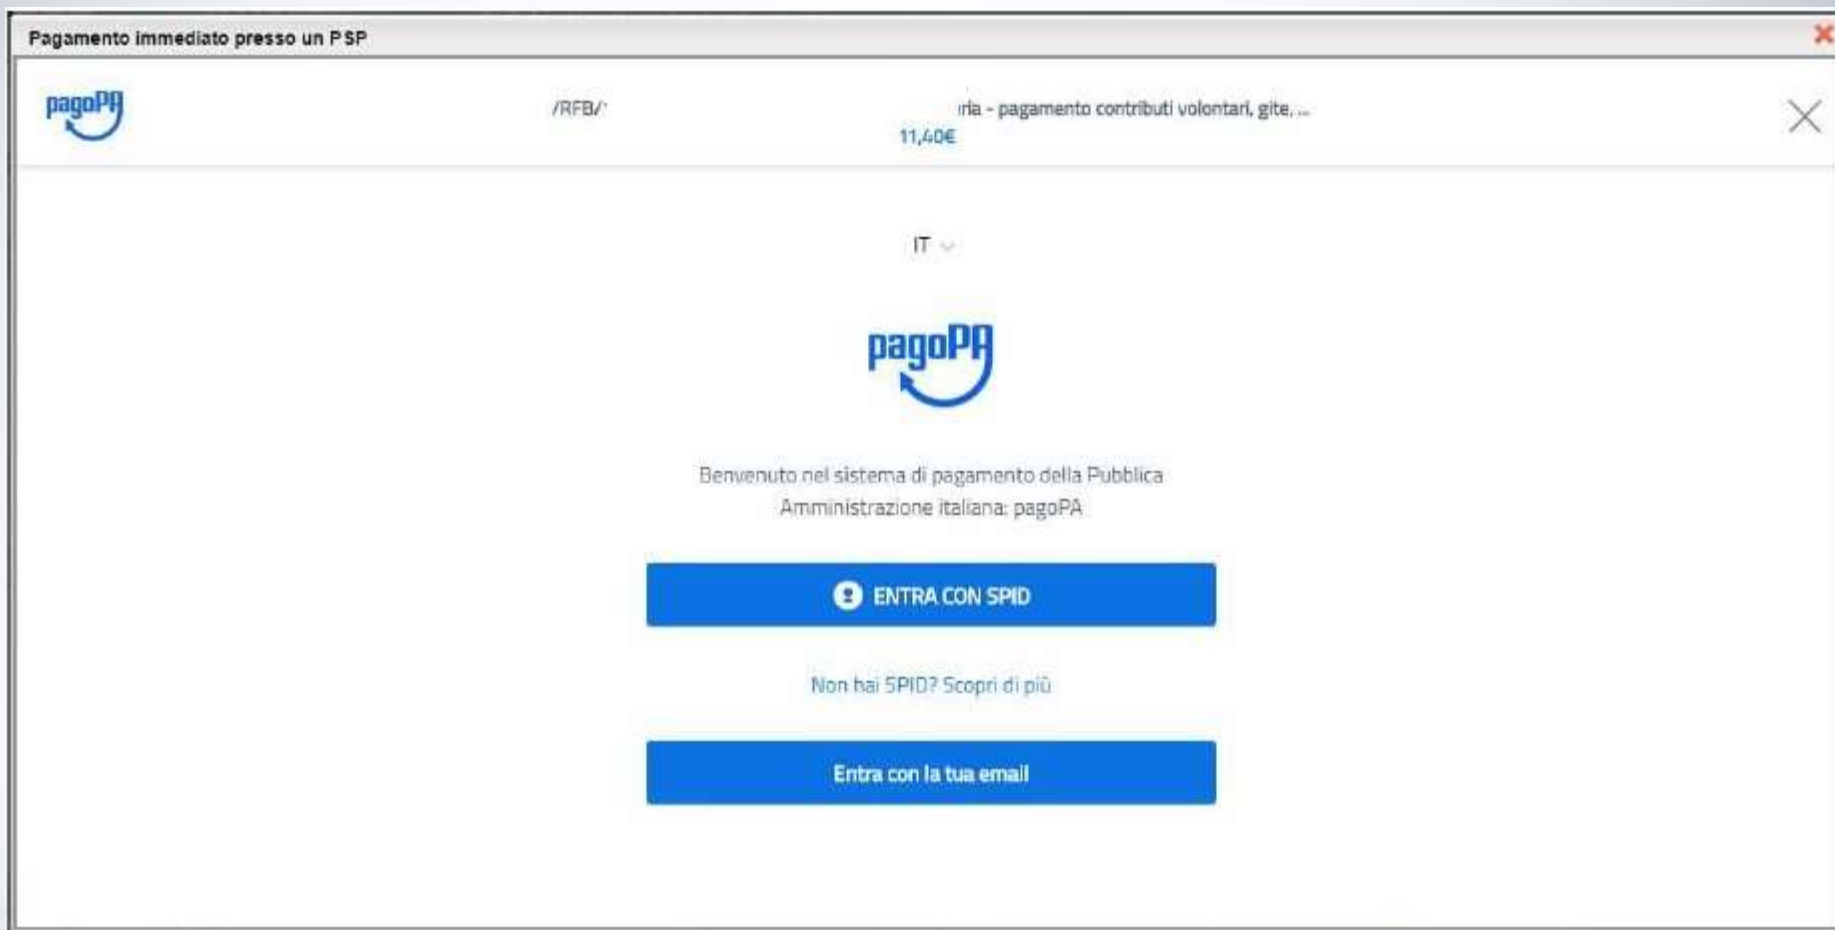 Pagamento immediato presso un PSP
pagoPA
/RFB/
- pagamento contributi volontari, gite, ...
11,40€
IT
pagoPA
Benvenuto nel sistema di pagamento della Pubblica
Amministrazione italiana: pagoPA
ENTRA CON SPID
Non hai SPID? Scopri di più
Entra con la tua email